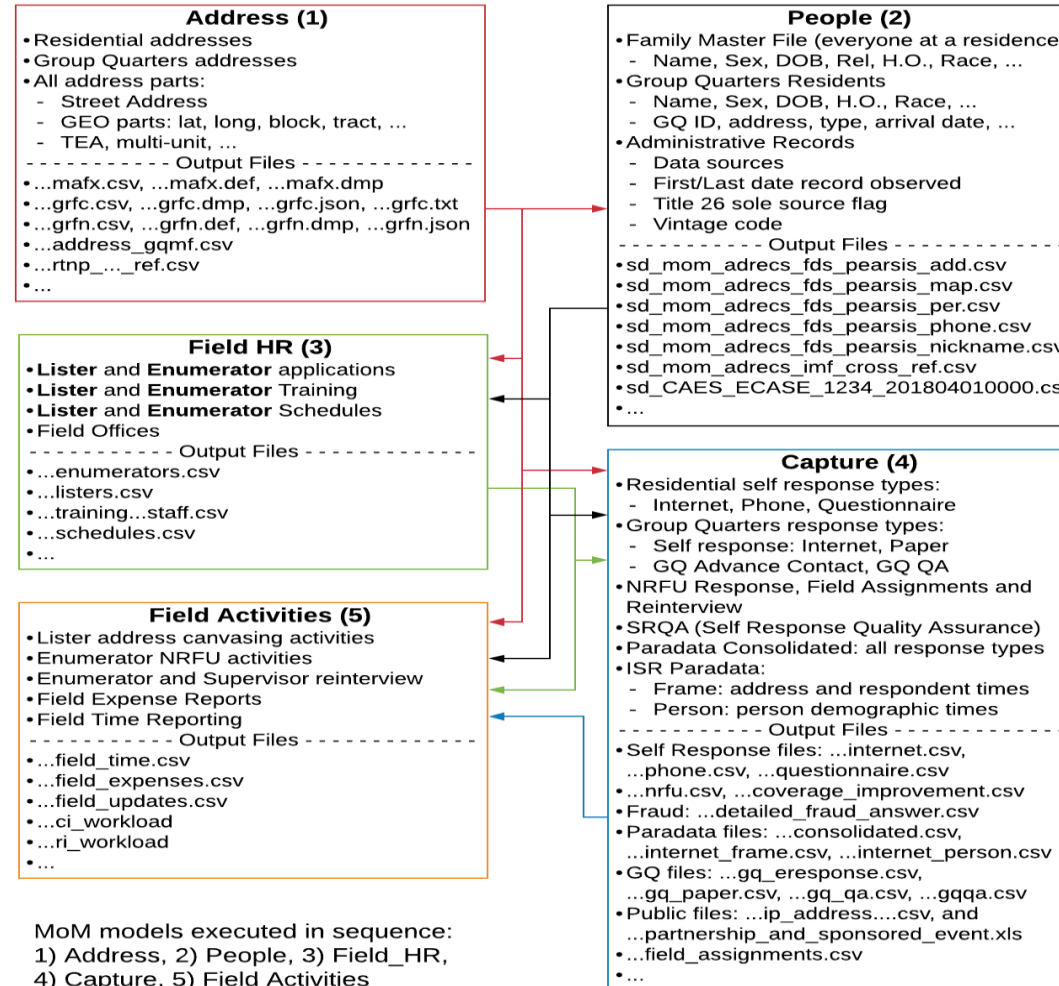 Address (1)
•Residential addresses
•Group Quarters addresses
•All address parts:
- Street Address
- GEO parts: lat, long, block, tract, ...
- TEA, multi-unit, ...
- - - - - - - - - - - Output Files - - - - - - - - - - - - -
•...mafx.csv, ...mafx.def, ...mafx.dmp
•...grfc.csv, ...grfc.dmp, ...grfc.json, ...grfc.txt
•...grfn.csv, ...grfn.def, ...grfn.dmp, ...grfn.json
•...address_gqmf.csv
•...rtnp_..._ref.csv
•...
People (2)
•Family Master File (everyone at a residence
- Name, Sex, DOB, Rel, H.O., Race, ...
•Group Quarters Residents
- Name, Sex, DOB, H.O., Race, ...
- GQ ID, address, type, arrival date, ...
•Administrative Records
- Data sources
- First/Last date record observed
- Title 26 sole source flag
- Vintage code
- - - - - - - - - - - Output Files - - - - - - - - - - - -
•sd_mom_adrecs_fds_pearsis_add.csv
•sd_mom_adrecs_fds_pearsis_map.csv
•sd_mom_adrecs_fds_pearsis_per.csv
•sd_mom_adrecs_fds_pearsis_phone.csv
•sd_mom_adrecs_fds_pearsis_nickname.csv
•sd_mom_adrecs_imf_cross_ref.csv
•sd_CAES_ECASE_1234_201804010000.cs
•...
Field HR (3)
•Lister and Enumerator applications
•Lister and Enumerator Training
•Lister and Enumerator Schedules
•Field Offices
- - - - - - - - - - - Output Files - - - - - - - - - - - - -
•...enumerators.csv
•...listers.csv
•...training...staff.csv
•...schedules.csv
•...
Capture (4)
•Residential self response types:
- Internet, Phone, Questionnaire
•Group Quarters response types:
- Self response: Internet, Paper
- GQ Advance Contact, GQ QA
•NRFU Response, Field Assignments and
Reinterview
•SRQA (Self Response Quality Assurance)
•Paradata Consolidated: all response types
•ISR Paradata:
- Frame: address and respondent times
- Person: person demographic times
- - - - - - - - - - - Output Files - - - - - - - - - - - -
•Self Response files: ...internet.csv,
...phone.csv, ...questionnaire.csv
•...nrfu.csv, ...coverage_improvement.csv
•Fraud: ...detailed_fraud_answer.csv
•Paradata files: ...consolidated.csv,
...internet_frame.csv, ...internet_person.csv
•GQ files: ...gq_eresponse.csv,
...gq_paper.csv, ...gq_qa.csv, ...gqqa.csv
•Public files: ...ip_address....csv, and
...partnership_and_sponsored_event.xls
•...field_assignments.csv
•...
Field Activities (5)
•Lister address canvasing activities
•Enumerator NRFU activities
•Enumerator and Supervisor reinterview
•Field Expense Reports
•Field Time Reporting
- - - - - - - - - - - Output Files - - - - - - - - - - - - -
•...field_time.csv
•...field_expenses.csv
•...field_updates.csv
•...ci_workload
•...ri_workload
•...
MoM models executed in sequence:
1) Address, 2) People, 3) Field_HR,
4) Capture, 5) Field Activities